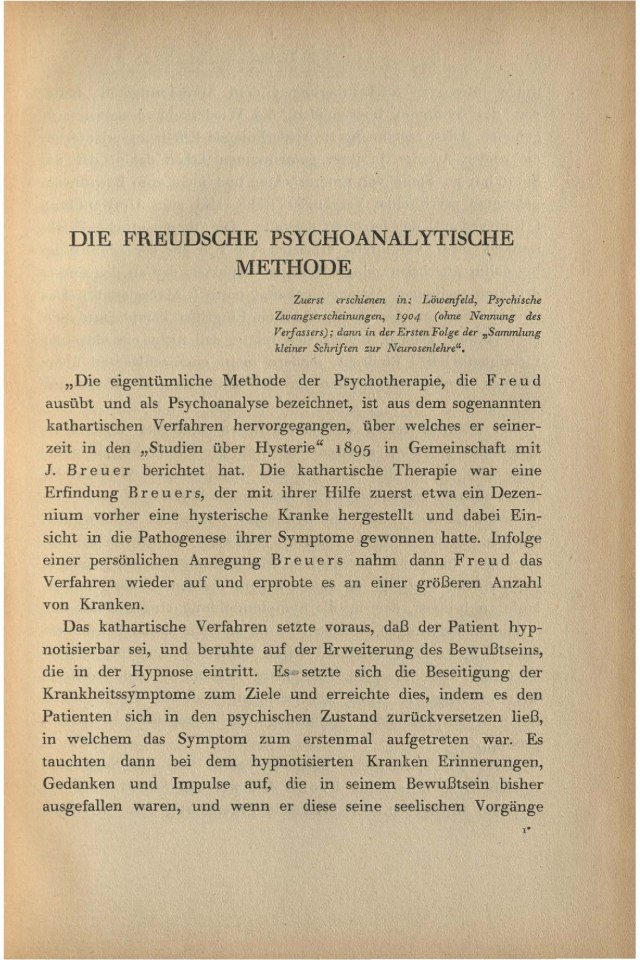 DIE FREUDSCHE PSYCHOANALYTISCHE
METHODE
Zuerst erschienen in: Löwenfeld, Psychische
Zwangserscheinungen, 1904 (ohne Nennung des
Verfassers); dann in der Ersten Folge der „Sammlung
kleiner Schriften zur Neurosenlehre“.
„Die eigentümliche Methode der Psychotherapie, die Freud
ausübt und als Psychoanalyse bezeichnet, ist aus dem sogenannten
kathartischen Verfahren hervorgegangen, über welches er seiner-
zeit in den „Studien über Hysterie“ 1895 in Gemeinschaft mit
J. Breuer berichtet hat. Die kathartische Therapie war eine
Erfindung Breuers, der mit ihrer Hilfe zuerst etwa ein Dezen-
nium vorher eine hysterische Kranke hergestellt und dabei Ein-
sicht in die Pathogenese ihrer Symptome gewonnen hatte. Infolge
einer persönlichen Anregung Breuers nahm dann Freud das
Verfahren wieder auf und erprobte es an einer größeren Anzahl
von Kranken.
Das kathartische Verfahren setzte voraus, daß der Patient hyp-
notisierbar sei, und beruhte auf der Erweiterung des Bewußtseins,
die in der Hypnose eintritt. Es setzte sich die Beseitigung der
Krankheitssymptome zum Ziele und erreichte dies, indem es den
Patienten sich in den psychischen Zustand zurückversetzen ließ,
in welchem das Symptom zum erstenmal aufgetreten war. Es
tauchten dann bei dem hypnotisierten Kranken Erinnerungen,
Gedanken und Impulse auf, die in seinem Bewußtsein bisher
ausgefallen waren, und wenn er diese seine seelischen Vorgänge
1*